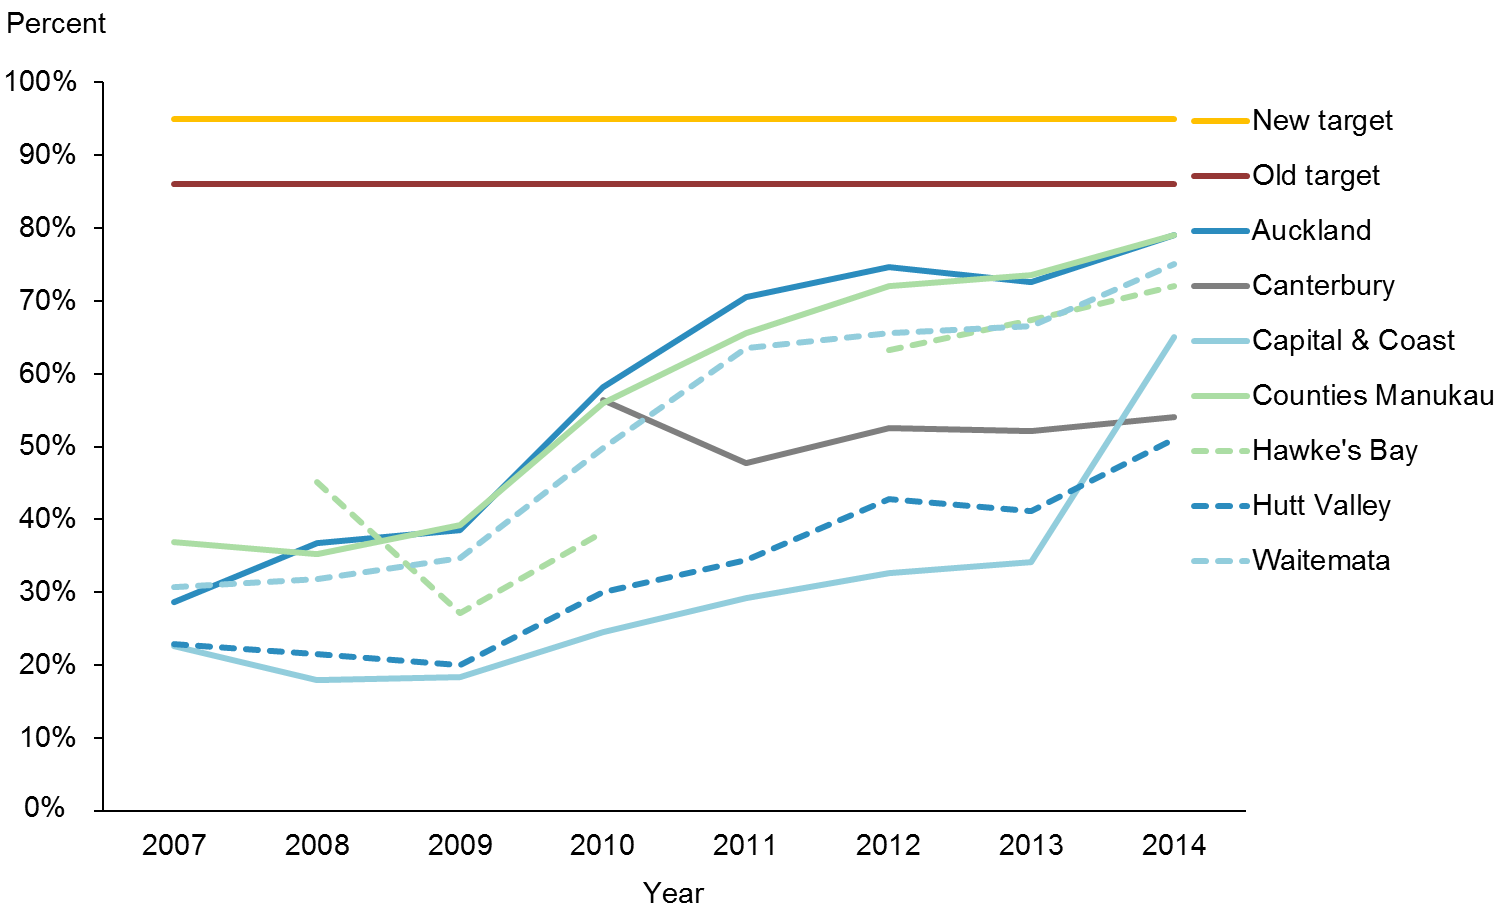 Percent
100%
90%
80%
70%
60%
50%
40%
30%
20%
10%
0%
2007 2008 2009 2010 2011 2012 2013 2014
Year
New target
Old target
Auckland
Canterbury
Capital & Coast
Counties Manukau
Hawke's Bay
Hutt Valley
Waitemata